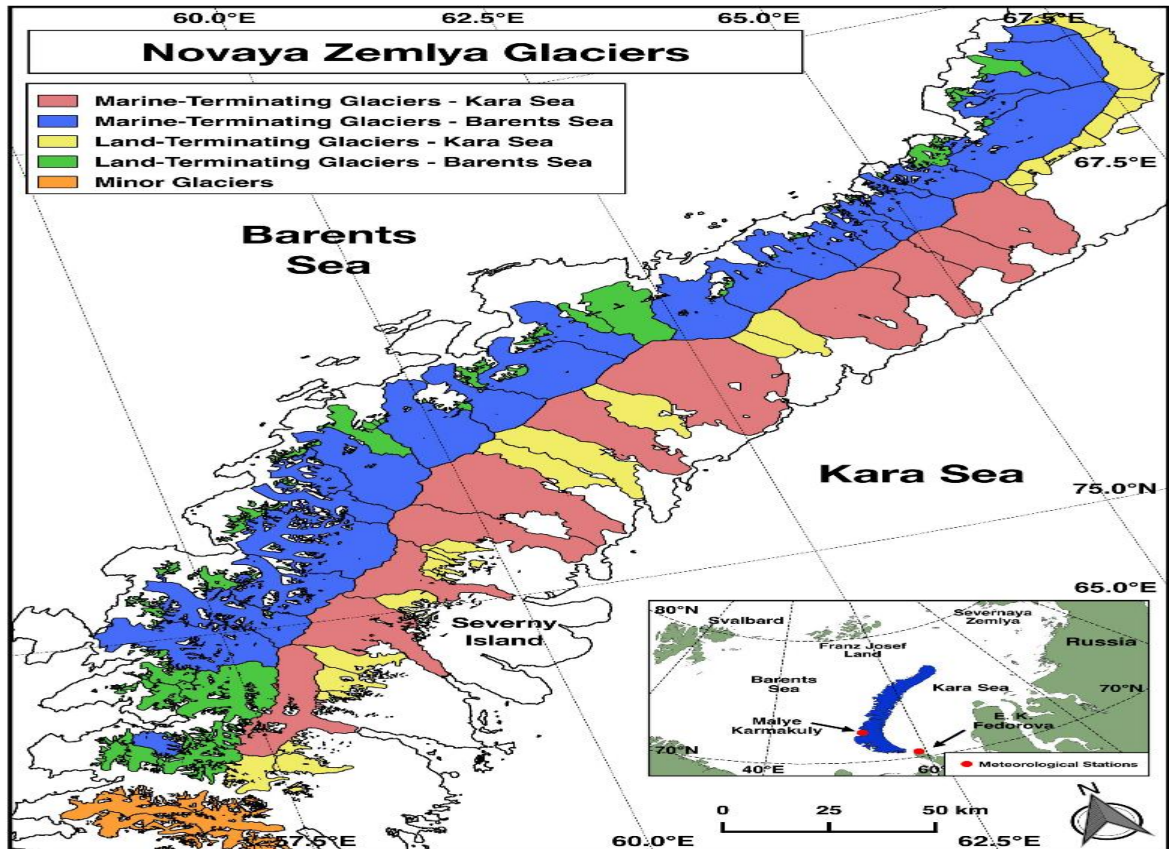 60.0°E
62.5°E
65.0°E
67.5°E
Novaya Zemlya Glaciers
Marine-Terminating Glaciers - Kara Sea
Marine-Terminating Glaciers - Barents Sea
Land-Terminating Glaciers - Kara Sea
Land-Terminating Glaciers - Barents Sea
Minor Glaciers
67.5°E
Barents
Sea
Kara Sea
75.0°N
65.0°E
Severny
Island
80°N
Svalbard
Severnaya
Zemlya
Russia
Franz Josef
Land
Barents
Sea
Kara Sea
70°N
Malye
Karmakuly
E. K.
Fedorova
70°N
40°E
60°
Meteorological Stations
N
0 25 50 km
57.5°E
60.0°E
62.5°E